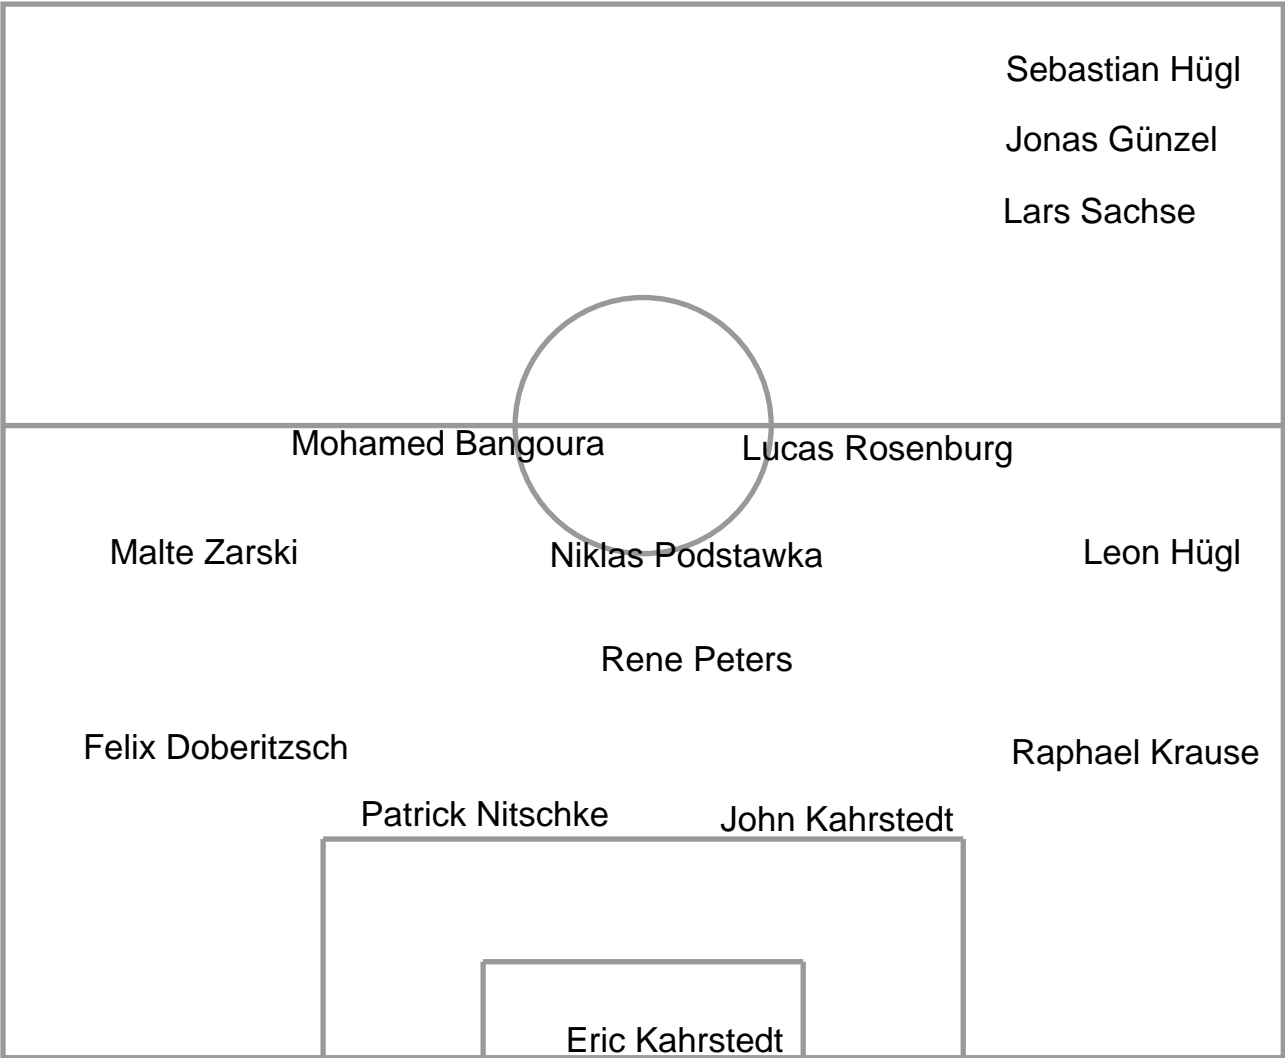 Sebastian Hügl
Jonas Günzel
Lars Sachse
Mohamed Bangoura
Lucas Rosenburg
Malte Zarski
Niklas Podstawka
Leon Hügl
Rene Peters
Felix Doberitzsch
Raphael Krause
Patrick Nitschke
John Kahrstedt
Eric Kahrstedt